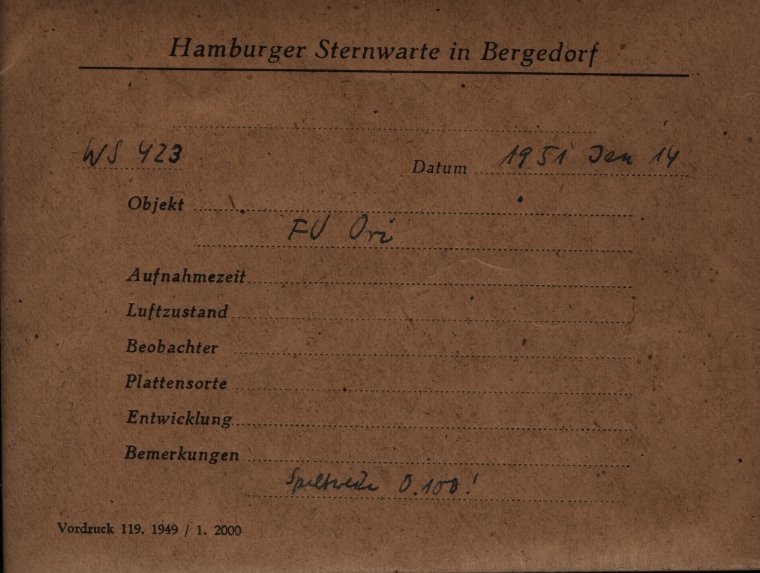 Hamburger Sternwarte in Bergedorf
WS 423 Datum 1951 Jan 14
Objekt
FU Ori
Aufnahmezeit
Luftzustand
Beobachter
Plattensorte
Entwicklung
Bemerkungen
Spaltweite 0.100!
Vordruck 119. 1949 / 1. 2000